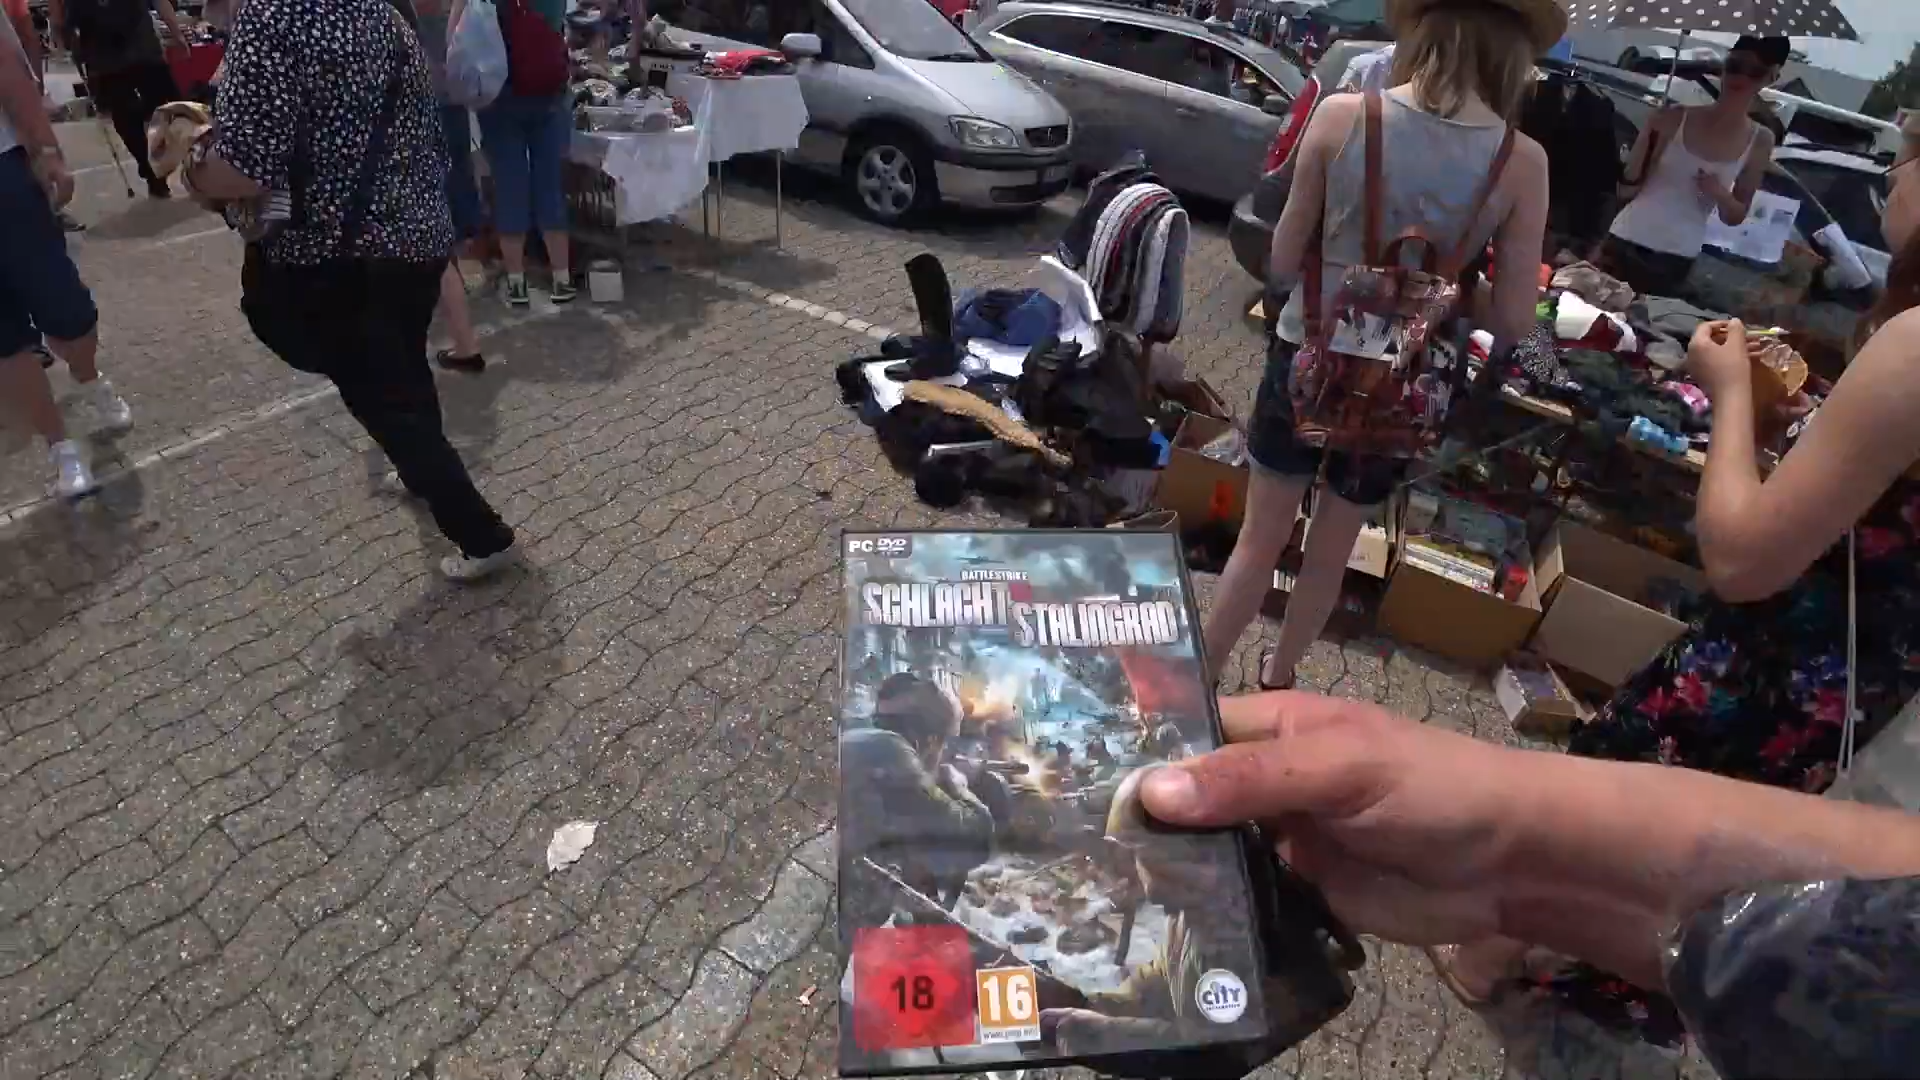 PC DVD
BATTLESTRIKE
SCHLACHT
STALINGRAD
18
16
city